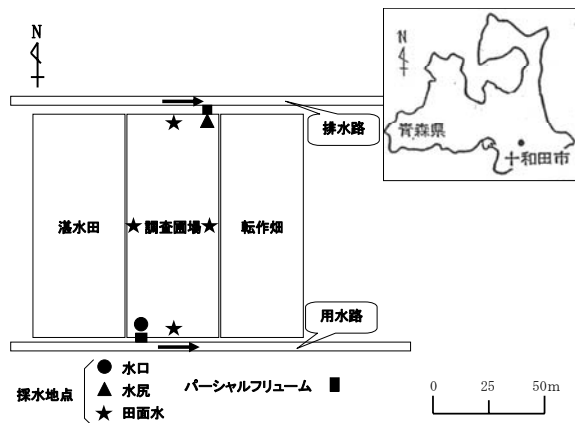 N
N
青森県
十和田市
排水路
湛水田
調査圃場
転作畑
用水路
採水地点
水口
水尻
田面水
パーシャルフリューム
0 25 50m